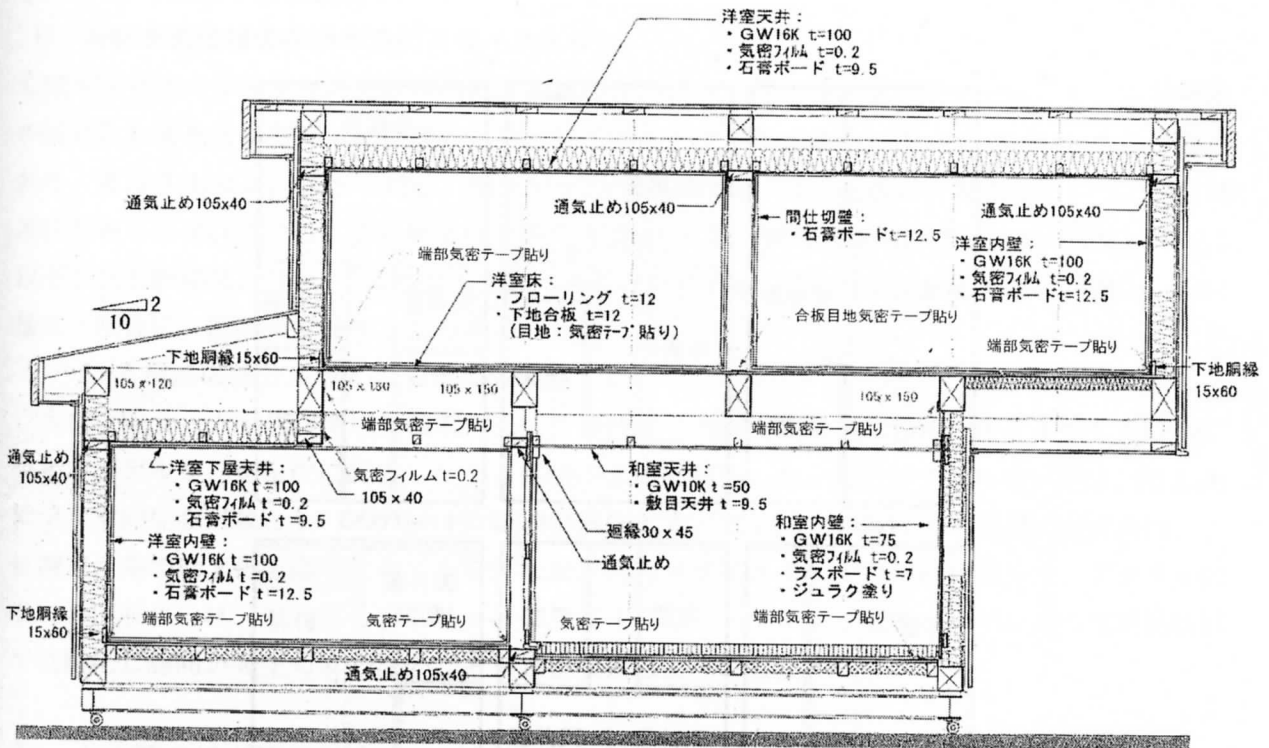 洋室天井：
・GW16K t=100
・気密フィルム t=0.2
・石膏ボード t=9.5
通気止め105x40
通気止め105x40
間仕切壁：
・石膏ボードt=12.5
通気止め105x40
洋室内壁：
・GW16K t=100
・気密フィルム t=0.2
・石膏ボードt=12.5
端部気密テープ貼り
洋室床：
・フローリング t=12
・下地合板 t=12
(目地：気密テープ貼り)
2
10
合板目地気密テープ貼り
端部気密テープ貼り
下地胴縁15x60
下地胴縁
15x60
105 x 120
105 x 180
105 x 150
105 x 150
端部気密テープ貼り
端部気密テープ貼り
通気止め
105x40
洋室下屋天井：
・GW16K t=100
・気密フィルム t=0.2
・石膏ボード t=9.5
気密フィルム t=0.2
105 x 40
和室天井：
・GW10K t=50
・敷目天井 t=9.5
廻縁30 x 45
通気止め
和室内壁：
・GW16K t=75
・気密フィルム t=0.2
・ラスボード t=7
・ジュラク塗り
洋室内壁：
・GW16K t=100
・気密フィルム t=0.2
・石膏ボード t=12.5
下地胴縁
15x60
端部気密テープ貼り
気密テープ貼り
気密テープ貼り
端部気密テープ貼り
通気止め105x40